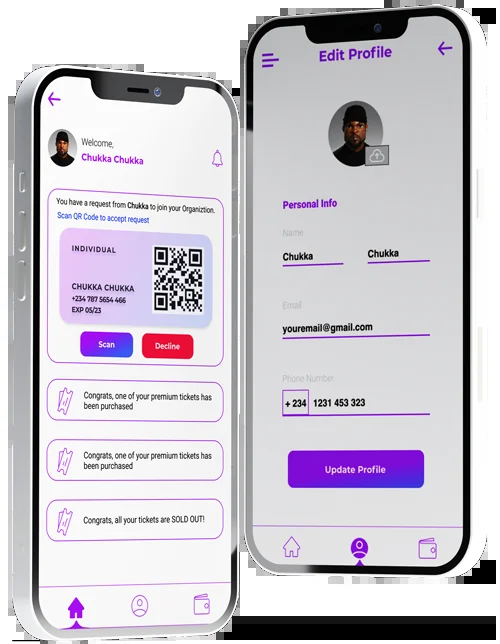 Welcome,
Chukka Chukka
You have a request from Chukka to join your Organiztion.
Scan QR Code to accept request
INDIVIDUAL
CHUKKA CHUKKA
+234 787 5654 466
EXP 05/23
Scan
Decline
Congrats, one of your premium tickets has
been purchased
Congrats, one of your premium tickets has
been purchased
Congrats, all your tickets are SOLD OUT!
Edit Profile
Personal Info
Name
Chukka
Chukka
Email
youremail@gmail.com
Phone Number
+ 234
1231 453 323
Update Profile